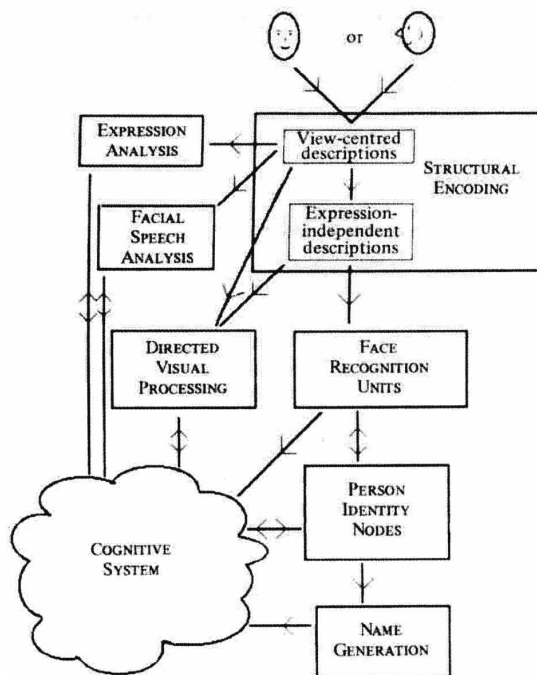 or
EXPRESSION
ANALYSIS
View-centred
descriptions
STRUCTURAL
ENCODING
FACIAL
SPEECH
ANALYSIS
Expression-
independent
descriptions
DIRECTED
VISUAL
PROCESSING
FACE
RECOGNITION
UNITS
COGNITIVE
SYSTEM
PERSON
IDENTITY
NODES
NAME
GENERATION